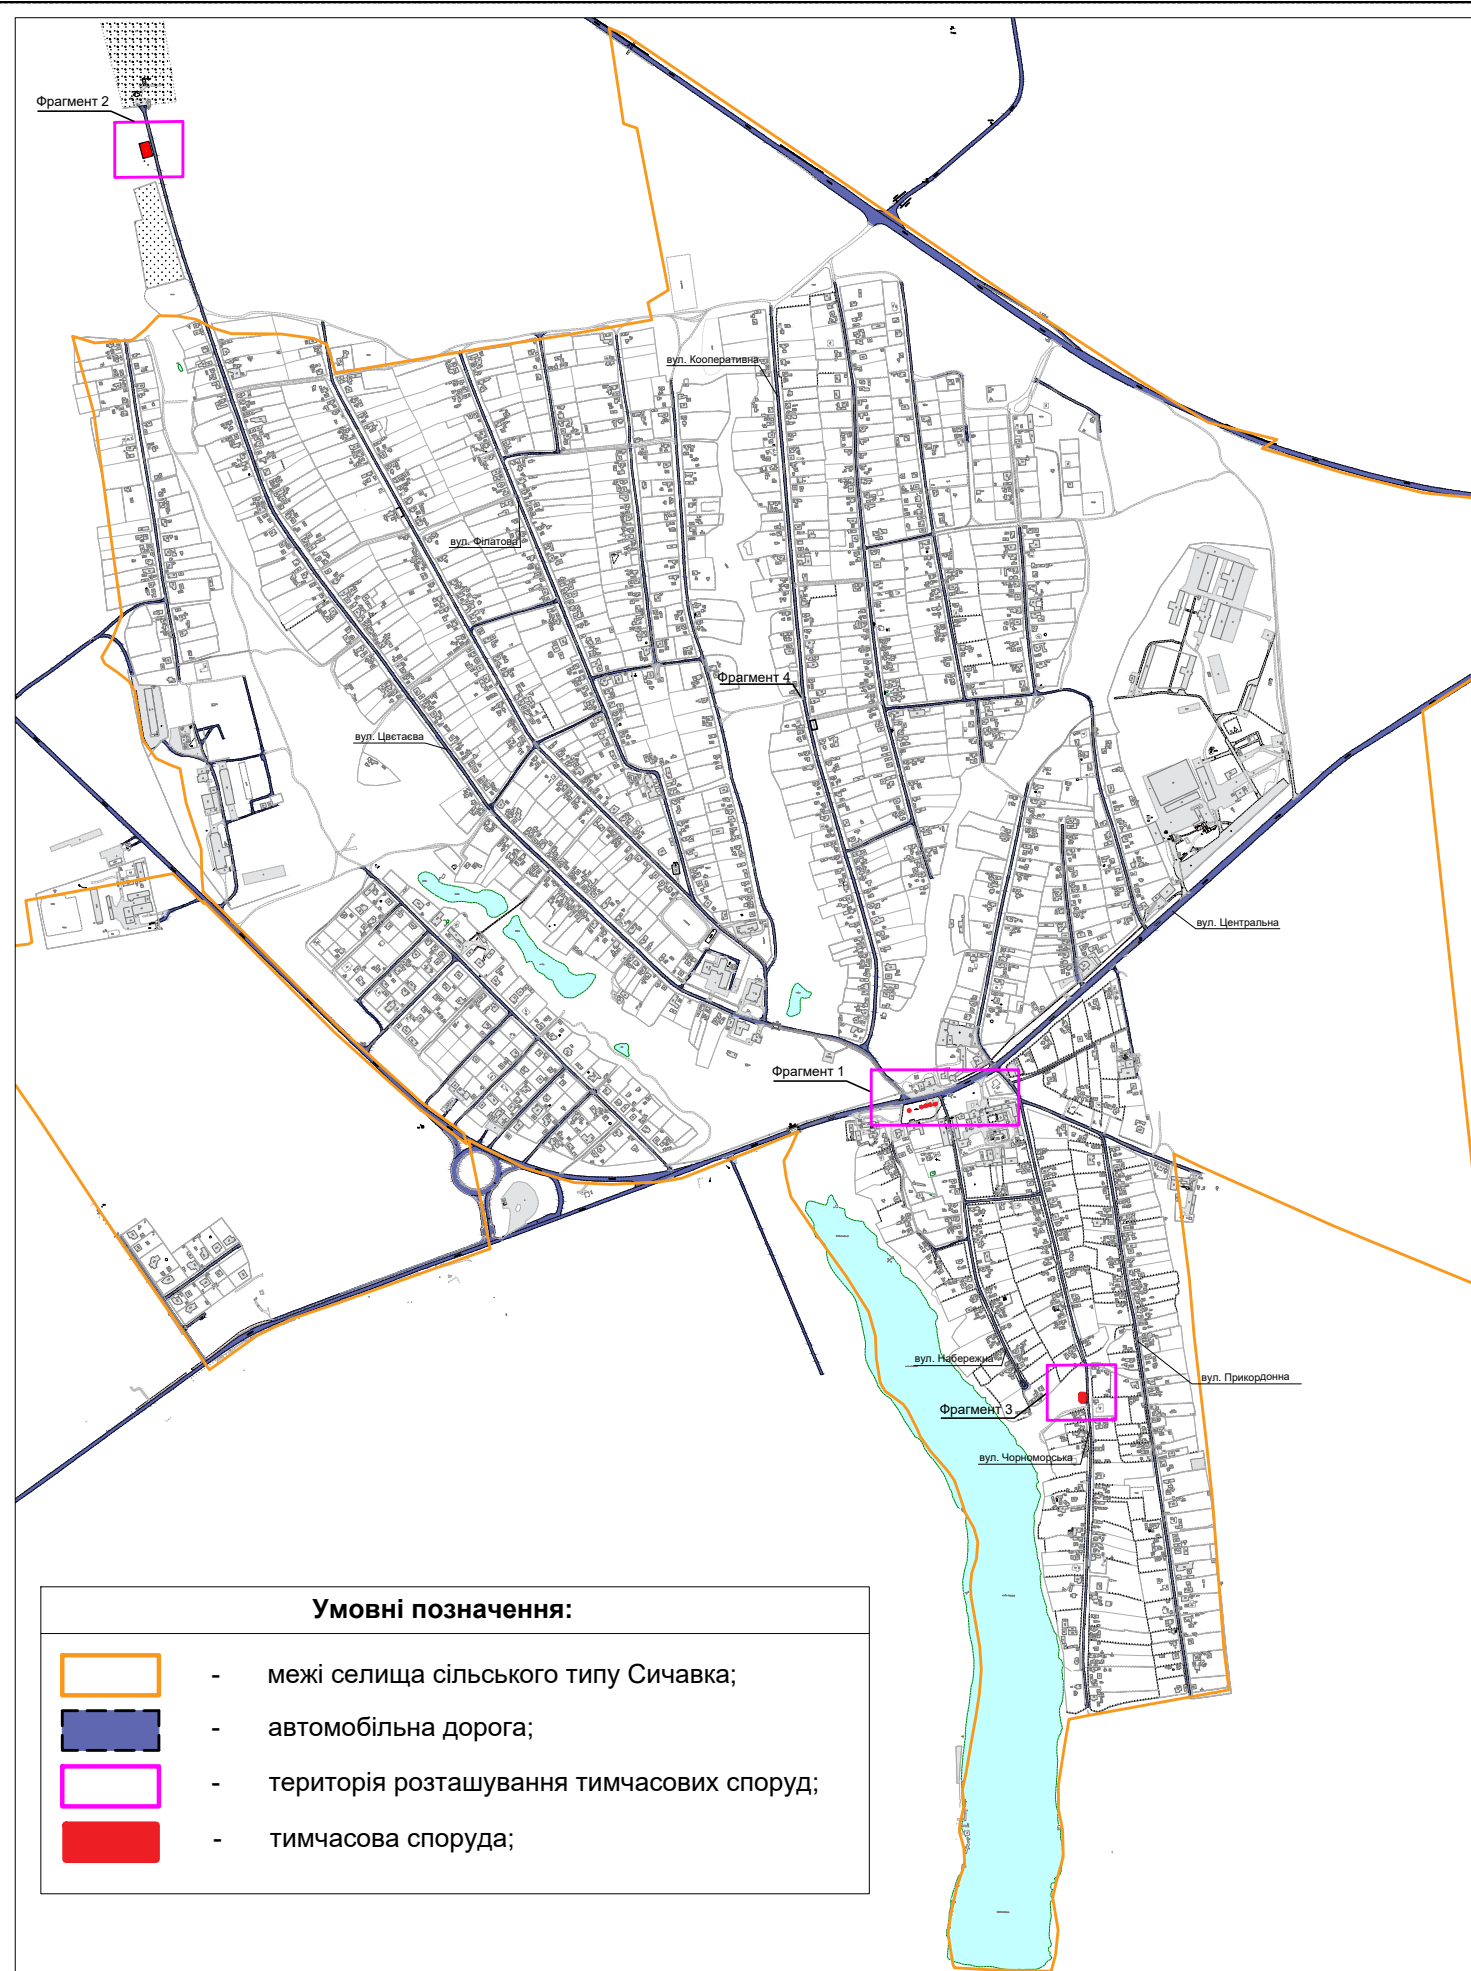 Фрагмент 2
вул. Кооперативна
вул. Філатова
Фрагмент 4
вул. Цвєтаєва
вул. Центральна
Фрагмент 1
вул. Набережна
вул. Прикордонна
Фрагмент 3
вул. Чорноморська
Умовні позначення:
- межі селища сільського типу Сичавка;
- автомобільна дорога;
- територія розташування тимчасових споруд;
- тимчасова споруда;